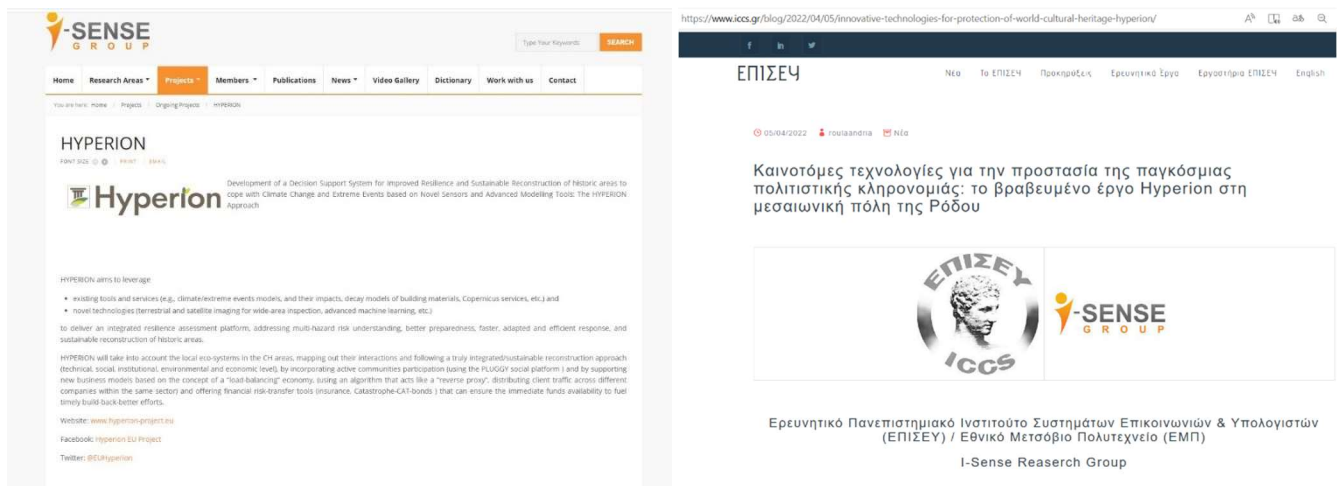 i-SENSE
GROUP
Type Your Keywords
SEARCH
Home Research Areas Projects Members News Publications Video Gallery Dictionary Work with us Contact
You are here: Home / Projects / Ongoing Projects / HYPERION
HYPERION
FONT SIZE PRINT EMAIL
Hyperion
Development of a Decision Support System for Improved Resilience and Sustainable Reconstruction of historic areas to
cope with Climate Change and Extreme Events based on Novel Sensors and Advanced Modelling Tools: The HYPERION
Approach
HYPERION aims to leverage
• existing tools and services (e.g., climate/extreme events models, and their impacts, decay models of building materials, Copernicus services, etc.) and
• novel technologies (terrestrial and satellite imaging for wide-area inspection, advanced machine learning, etc.)
to deliver an integrated resilience assessment platform, addressing multi-hazard risk understanding, better preparedness, faster, adapted and efficient response, and
sustainable reconstruction of historic areas.
HYPERION will take into account the local eco-systems in the CH areas, mapping out their interactions and following a truly integrated/sustainable reconstruction approach
(technical, social, institutional, environmental and economic level), by incorporating active communities participation (using the PLUGGY social platform ) and by supporting
new business models based on the concept of a "load-balancing" economy, (using an algorithm that acts like a "reverse proxy", distributing client traffic across different
companies within the same sector) and offering financial risk-transfer tools (insurance, Catastrophe-CAT-bonds ) that can ensure the immediate funds availability to fuel
timely build-back-better efforts.
Website: www.hyperion-project.eu
Facebook: Hyperion EU Project
Twitter: @EUHyperion
https://www.iccs.gr/blog/2022/04/05/innovative-technologies-for-protection-of-world-cultural-heritage-hyperion/
ΕΠΙΣΕΥ
Νέα Το ΕΠΙΣΕΥ Προκηρύξεις Ερευνητικά Έργα Εργαστήρια ΕΠΙΣΕΥ English
05/04/2022 roulaandria Νέα
Καινοτόμες τεχνολογίες για την προστασία της παγκόσμιας
πολιτιστικής κληρονομιάς: το βραβευμένο έργο Hyperion στη
μεσαιωνική πόλη της Ρόδου
ΕΠΙΣΕΥ
ICCS
i-SENSE
GROUP
Ερευνητικό Πανεπιστημιακό Ινστιτούτο Συστημάτων Επικοινωνιών & Υπολογιστών
(ΕΠΙΣΕΥ) / Εθνικό Μετσόβιο Πολυτεχνείο (ΕΜΠ)
I-Sense Reaserch Group